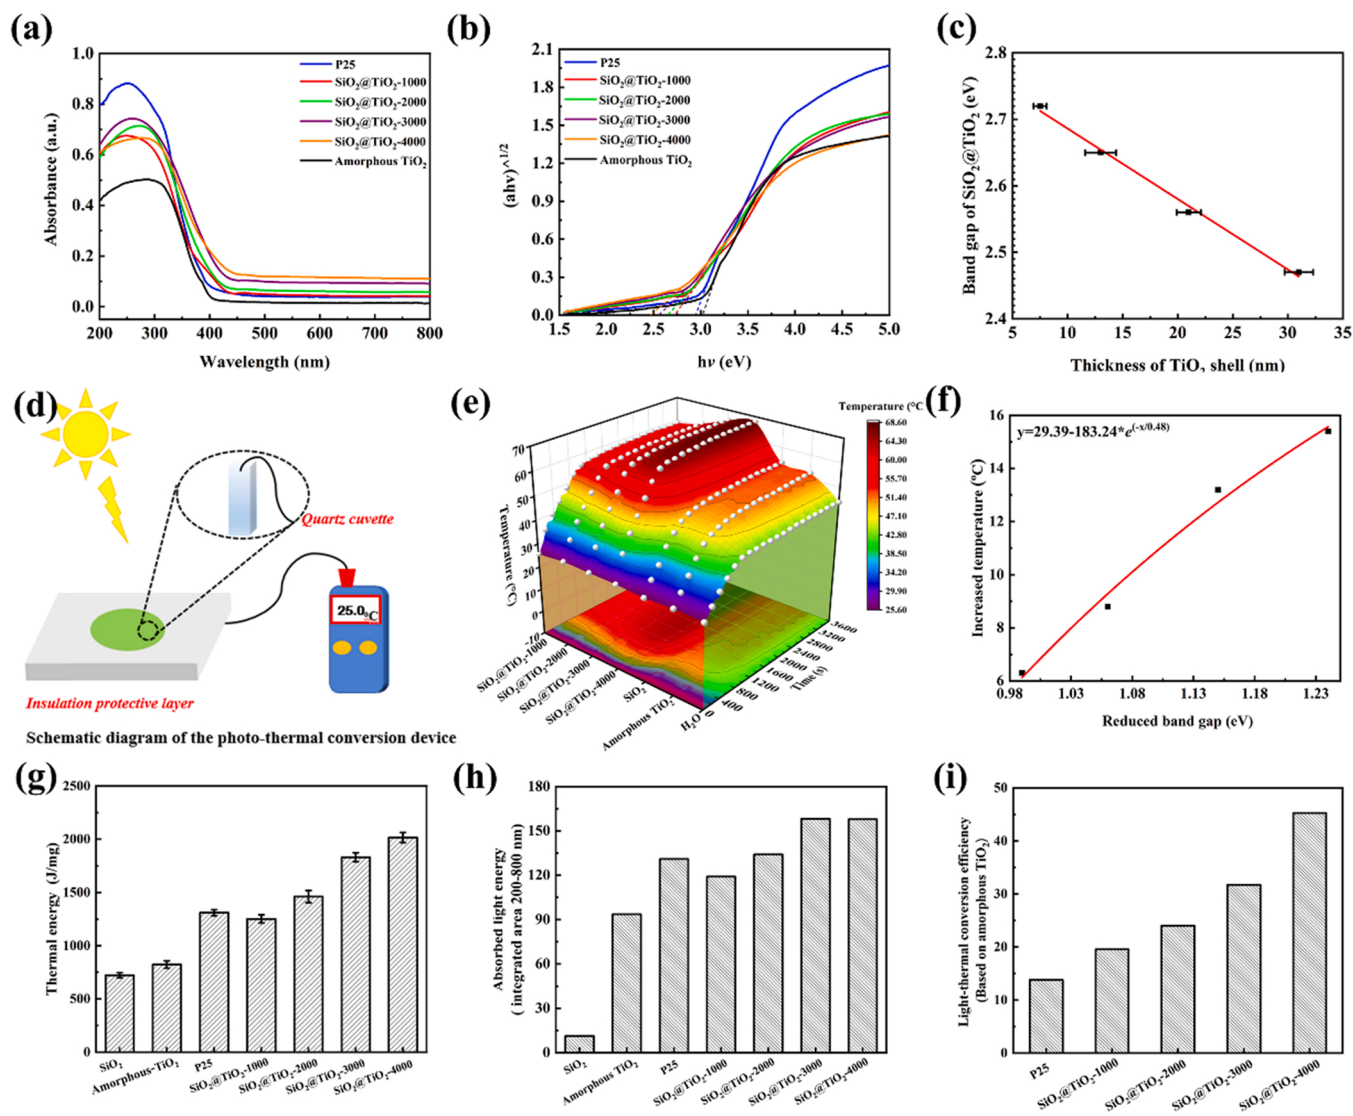 (a)
1.0
0.8
0.6
0.4
0.2
0.0
Absorbance (a.u.)
P25
SiO₂@TiO₂-1000
SiO₂@TiO₂-2000
SiO₂@TiO₂-3000
SiO₂@TiO₂-4000
Amorphous TiO₂
200 300 400 500 600 700 800
Wavelength (nm)
(b)
2.1
1.8
1.5
1.2
0.9
0.6
0.3
0.0
(ahv)^1/2
P25
SiO₂@TiO₂-1000
SiO₂@TiO₂-2000
SiO₂@TiO₂-3000
SiO₂@TiO₂-4000
Amorphous TiO₂
1.5 2.0 2.5 3.0 3.5 4.0 4.5 5.0
hν (eV)
(c)
2.8
2.7
2.6
2.5
2.4
Band gap of SiO₂@TiO₂ (eV)
5 10 15 20 25 30 35
Thickness of TiO₂ shell (nm)
(d)
Quartz cuvette
25.0°C
Insulation protective layer
Schematic diagram of the photo-thermal conversion device
(e)
Temperature (°C
68.60
64.30
60.00
55.70
51.40
47.10
42.80
38.50
34.20
29.90
25.60
70
60
50
40
30
20
10
0
-10
Temperature (°C)
SiO₂@TiO₂-1000
SiO₂@TiO₂-2000
SiO₂@TiO₂-3000
SiO₂@TiO₂-4000
SiO₂
Amorphous TiO₂
H₂O
0 400 800 1200 1600 2000 2400 2800 3200 3600
Time (s)
(f)
16
14
12
10
8
6
Increased temperature (°C)
y=29.39-183.24*e(-x/0.48)
0.98 1.03 1.08 1.13 1.18 1.23
Reduced band gap (eV)
(g)
2500
2000
1500
1000
500
0
Thermal energy (J/mg)
SiO₂
Amorphous-TiO₂
P25
SiO₂@TiO₂-1000
SiO₂@TiO₂-2000
SiO₂@TiO₂-3000
SiO₂@TiO₂-4000
(h)
180
150
120
90
60
30
0
Absorbed light energy
( integrated area 200-800 nm)
SiO₂
Amorphous TiO₂
P25
SiO₂@TiO₂-1000
SiO₂@TiO₂-2000
SiO₂@TiO₂-3000
SiO₂@TiO₂-4000
(i)
50
40
30
20
10
0
Light-thermal conversion efficiency
(Based on amorphous TiO₂)
P25
SiO₂@TiO₂-1000
SiO₂@TiO₂-2000
SiO₂@TiO₂-3000
SiO₂@TiO₂-4000